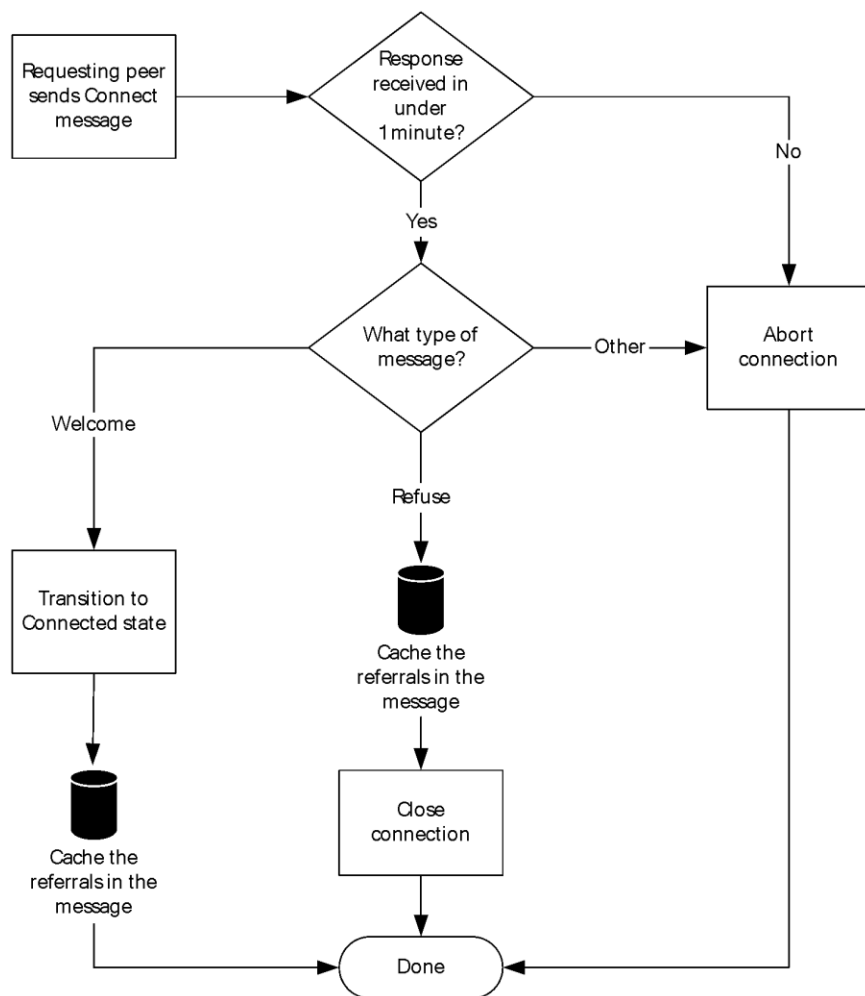 Requesting peer
sends Connect
message
Response
received in
under
1 minute?
No
Yes
What type of
message?
Other
Abort
connection
Welcome
Refuse
Transition to
Connected state
Cache the
referrals in the
message
Close
connection
Cache the
referrals in the
message
Done